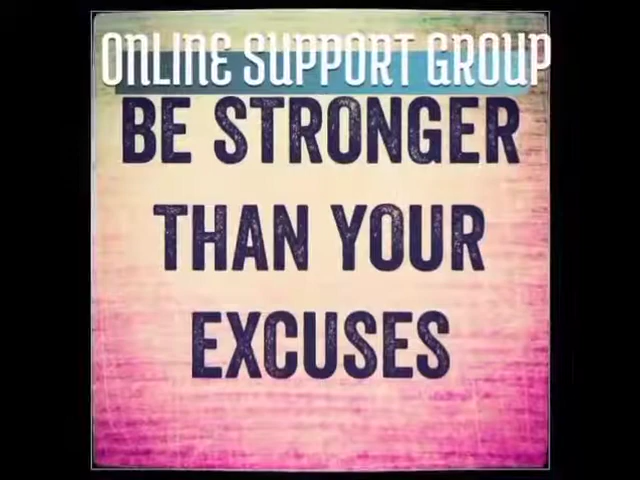 ONLINE SUPPORT GROUP
BE STRONGER
THAN YOUR
EXCUSES